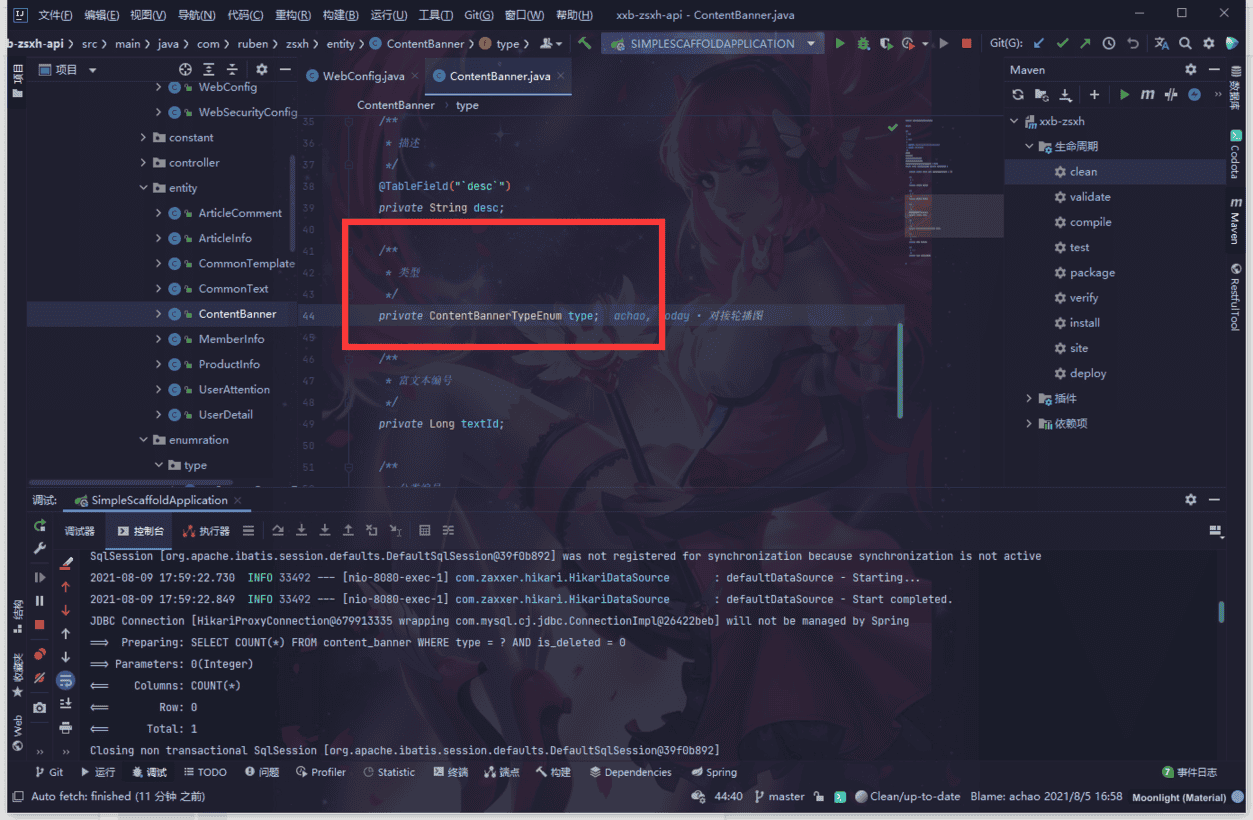 文件(F) 编辑(E) 视图(V) 导航(N) 代码(C) 重构(R) 构建(B) 运行(U) 工具(T) Git(G) 窗口(W) 帮助(H) xxb-zsxh-api - ContentBanner.java
b-zsxh-api src main java com ruben zsxh entity ContentBanner type SIMPLESCAFFOLDAPPLICATION Git(G):
项目 WebConfig.java ContentBanner.java Maven
ContentBanner type
WebConfig
WebSecurityConfig
constant
controller
entity
ArticleComment
ArticleInfo
CommonTemplate
CommonText
ContentBanner
MemberInfo
ProductInfo
UserAttention
UserDetail
enumration
type
35 /**
36 * 描述
37 */
38 @TableField("`desc`")
39 private String desc;
40
41 /**
42 * 类型
43 */
44 private ContentBannerTypeEnum type; achao, oday • 对接轮播图
45
46 /**
47 * 富文本编号
48 */
49 private Long textId;
50
51 /**
xxb-zsxh
生命周期
clean
validate
compile
test
package
verify
install
site
deploy
插件
依赖项
项目
结构
收藏夹
Web
数据库
Codota
Maven
RestfulTool
调试: SimpleScaffoldApplication
调试器 控制台 执行器
SqlSession [org.apache.ibatis.session.defaults.DefaultSqlSession@39f0b892] was not registered for synchronization because synchronization is not active
2021-08-09 17:59:22.730 INFO 33492 --- [nio-8080-exec-1] com.zaxxer.hikari.HikariDataSource : defaultDataSource - Starting...
2021-08-09 17:59:22.849 INFO 33492 --- [nio-8080-exec-1] com.zaxxer.hikari.HikariDataSource : defaultDataSource - Start completed.
JDBC Connection [HikariProxyConnection@679913335 wrapping com.mysql.cj.jdbc.ConnectionImpl@26422beb] will not be managed by Spring
==> Preparing: SELECT COUNT(*) FROM content_banner WHERE type = ? AND is_deleted = 0
==> Parameters: 0(Integer)
<== Columns: COUNT(*)
<== Row: 0
<== Total: 1
Closing non transactional SqlSession [org.apache.ibatis.session.defaults.DefaultSqlSession@39f0b892]
Git 运行 调试 TODO 问题 Profiler Statistic 终端 端点 构建 Dependencies Spring 7 事件日志
Auto fetch: finished (11 分钟 之前) 44:40 master Clean/up-to-date Blame: achao 2021/8/5 16:58 Moonlight (Material)